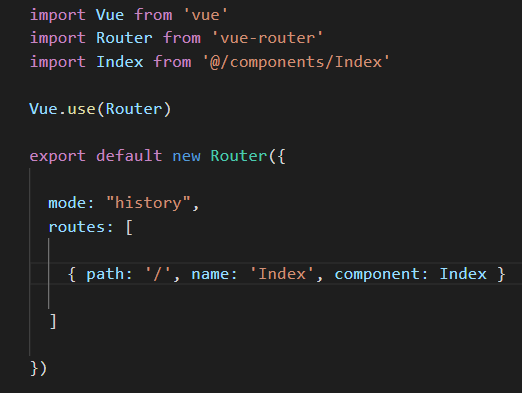 import Vue from 'vue'
import Router from 'vue-router'
import Index from '@/components/Index'
Vue.use(Router)
export default new Router({
mode: "history",
routes: [
{ path: '/', name: 'Index', component: Index }
]
})